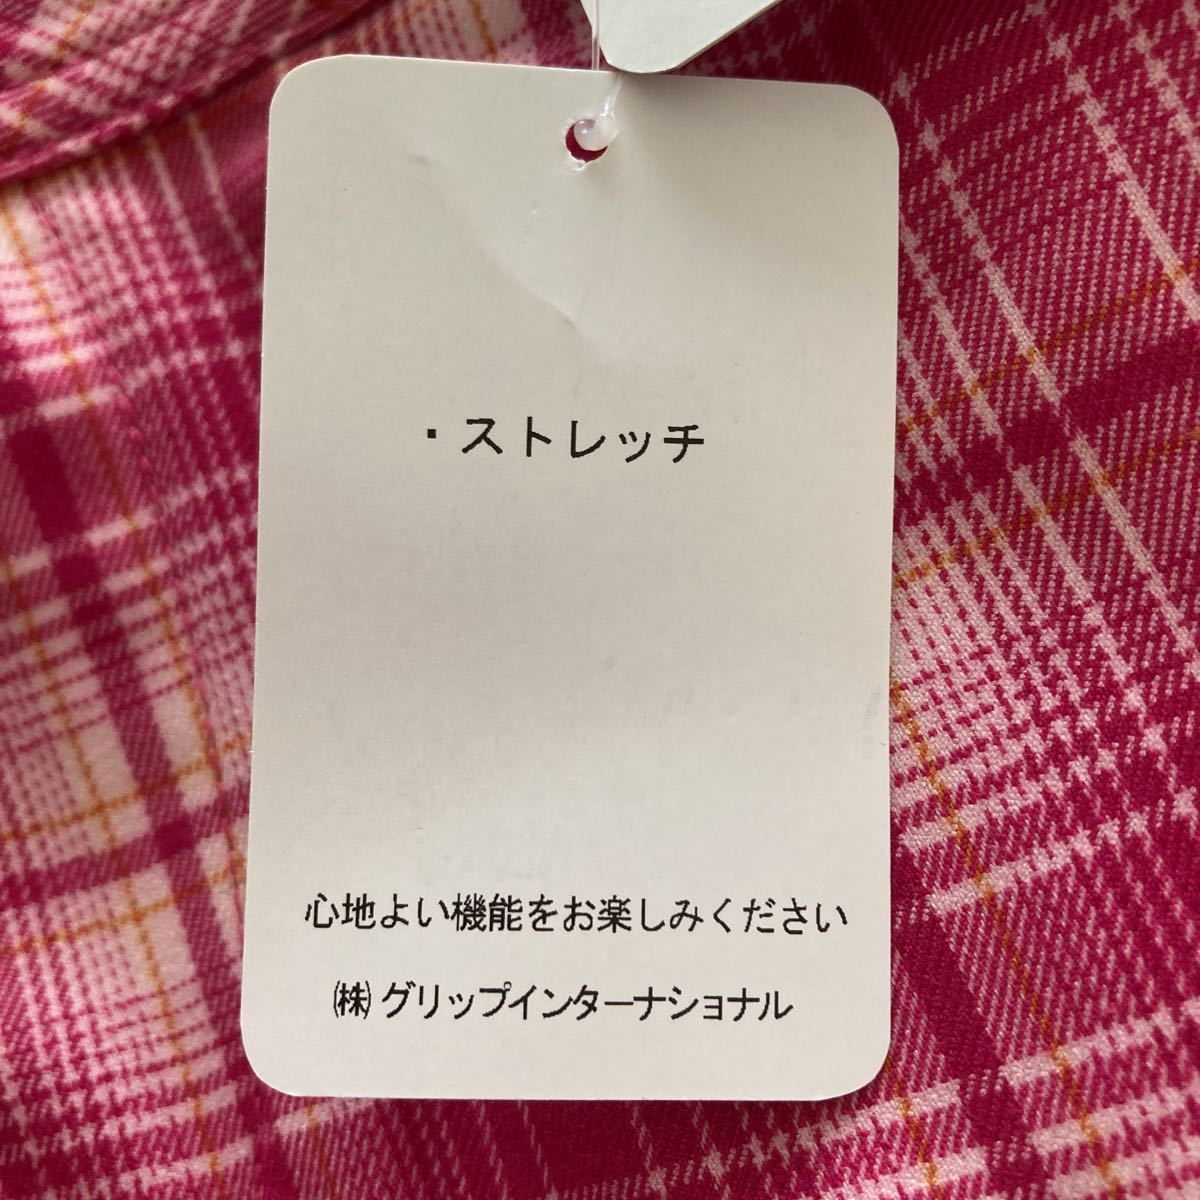 ・ストレッチ
心地よい機能をお楽しみください
㈱グリップインターナショナル